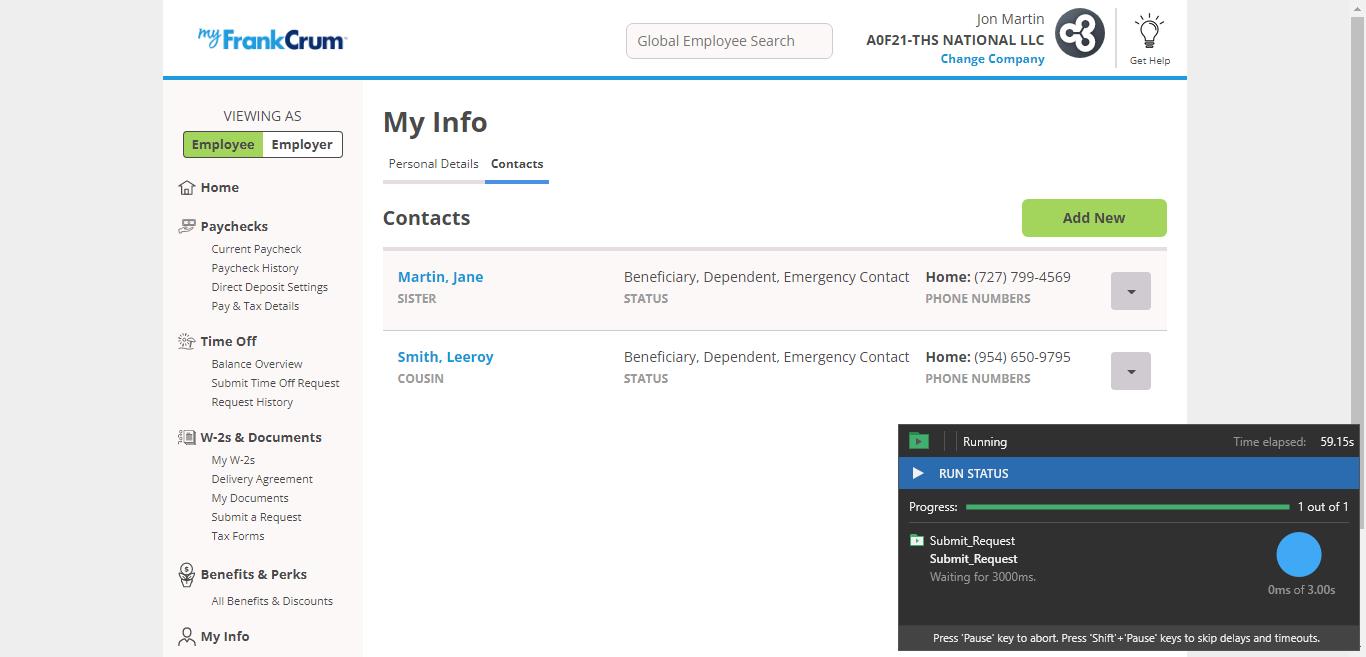 myFrankCrum
Global Employee Search
Jon Martin
A0F21-THS NATIONAL LLC
Change Company
Get Help
VIEWING AS
Employee Employer
Home
Paychecks
Current Paycheck
Paycheck History
Direct Deposit Settings
Pay & Tax Details
Time Off
Balance Overview
Submit Time Off Request
Request History
W-2s & Documents
My W-2s
Delivery Agreement
My Documents
Submit a Request
Tax Forms
Benefits & Perks
All Benefits & Discounts
My Info
My Info
Personal Details Contacts
Contacts
Add New
Martin, Jane Beneficiary, Dependent, Emergency Contact Home: (727) 799-4569
SISTER STATUS PHONE NUMBERS
Smith, Leeroy Beneficiary, Dependent, Emergency Contact Home: (954) 650-9795
COUSIN STATUS PHONE NUMBERS
Running Time elapsed: 59.15s
RUN STATUS
Progress: 1 out of 1
Submit_Request
Submit_Request
Waiting for 3000ms.
0ms of 3.00s
Press 'Pause' key to abort. Press 'Shift'+'Pause' keys to skip delays and timeouts.